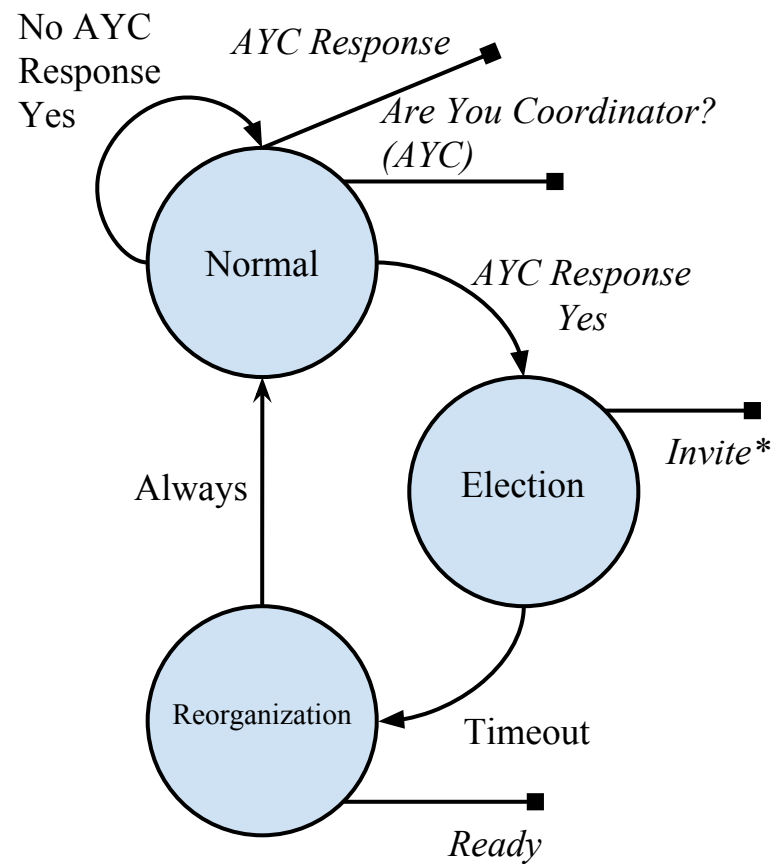 No AYC
Response
Yes
AYC Response
Are You Coordinator?
(AYC)
Normal
AYC Response
Yes
Invite*
Election
Always
Reorganization
Timeout
Ready